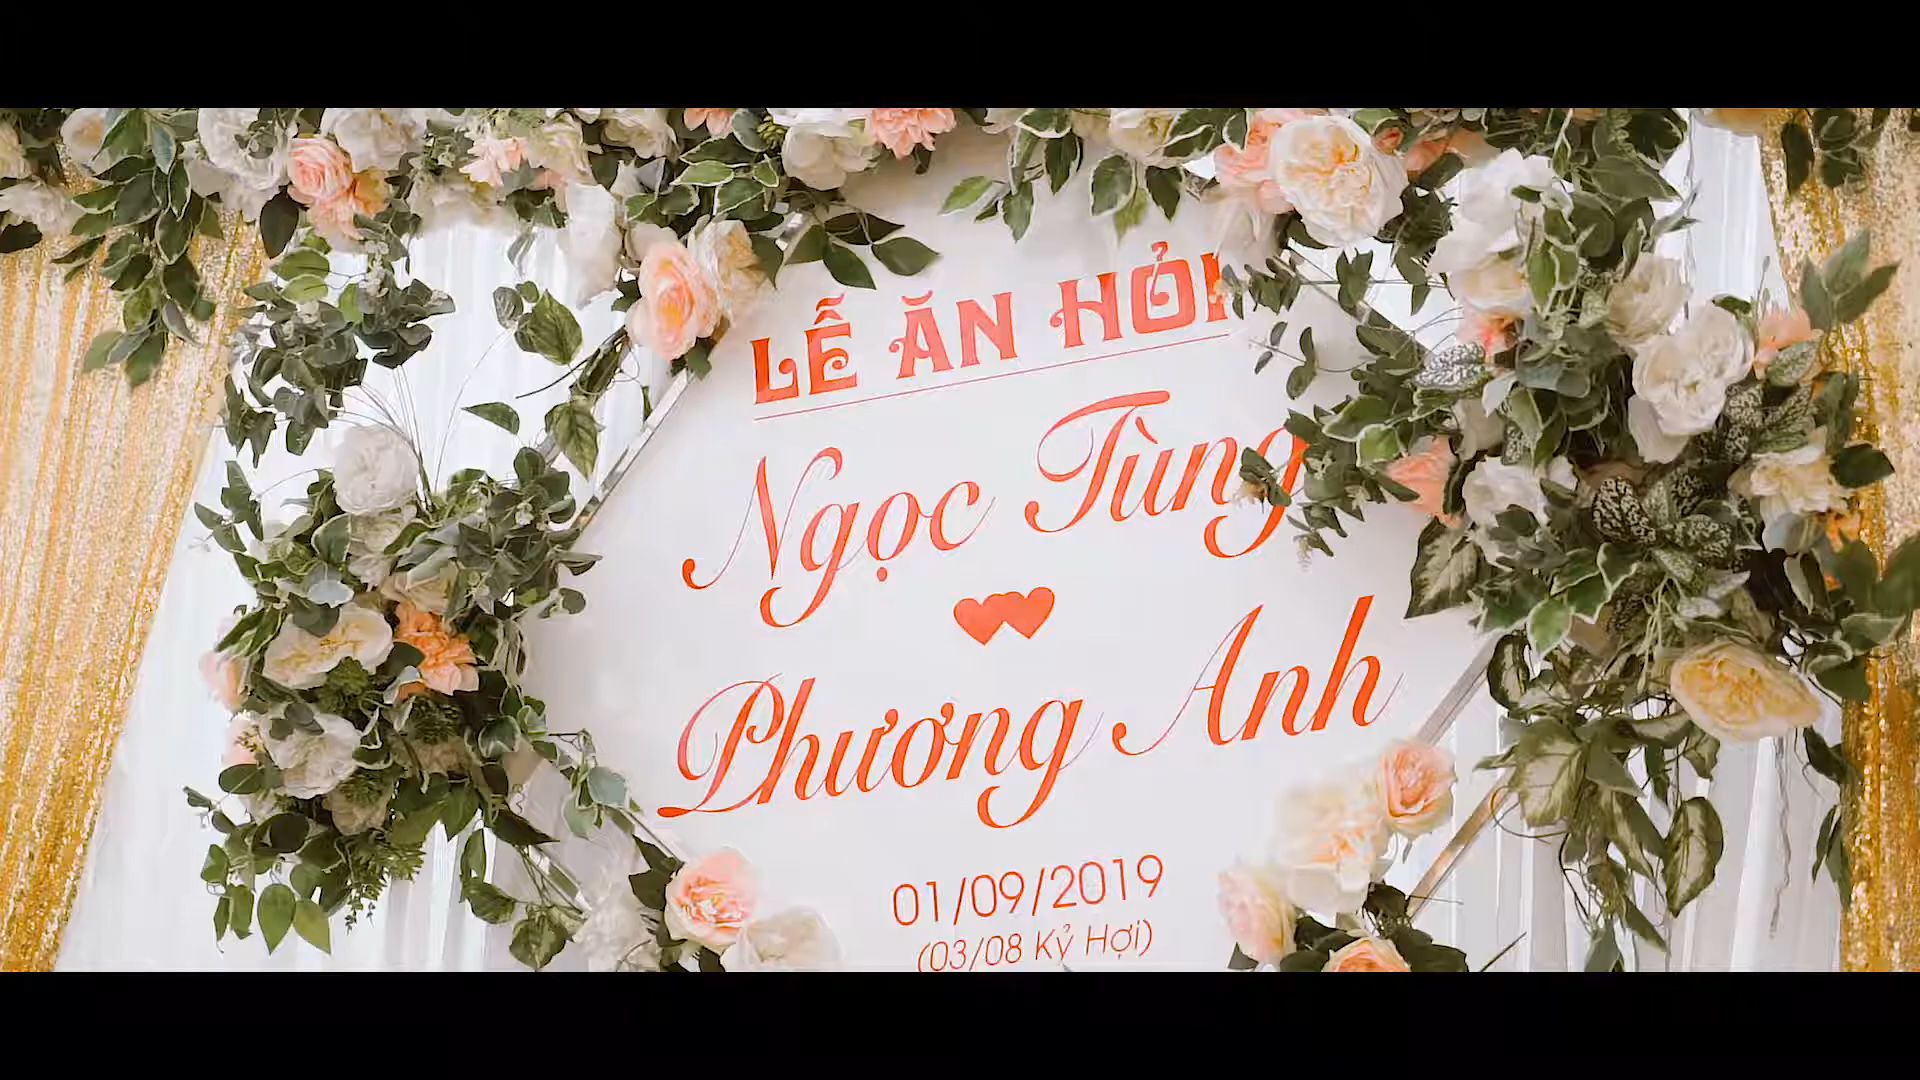 LỄ ĂN HỎI
Ngọc Tùng
Phương Anh
01/09/2019
(03/08 Kỷ Hợi)